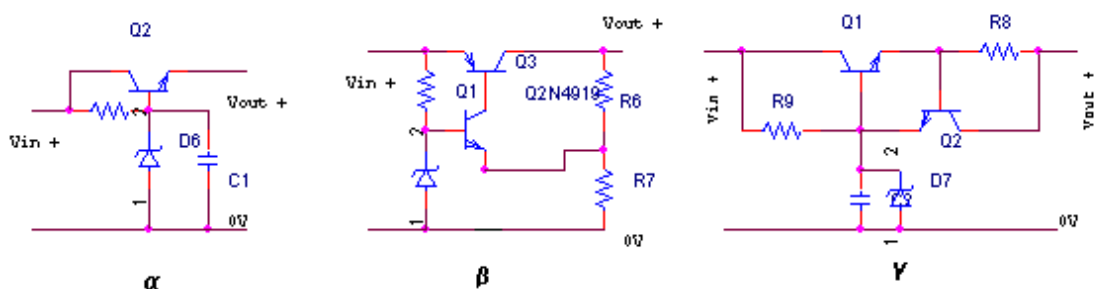 Q2
Vin +
Vout +
2
D6
C1
1
0V
α
Vout +
Q3
Vin +
Q1
Q2N4919
R6
2
R7
1
0V
β
Q1
R8
Vin +
R9
Vout +
Q2
2
D7
1
0V
γ